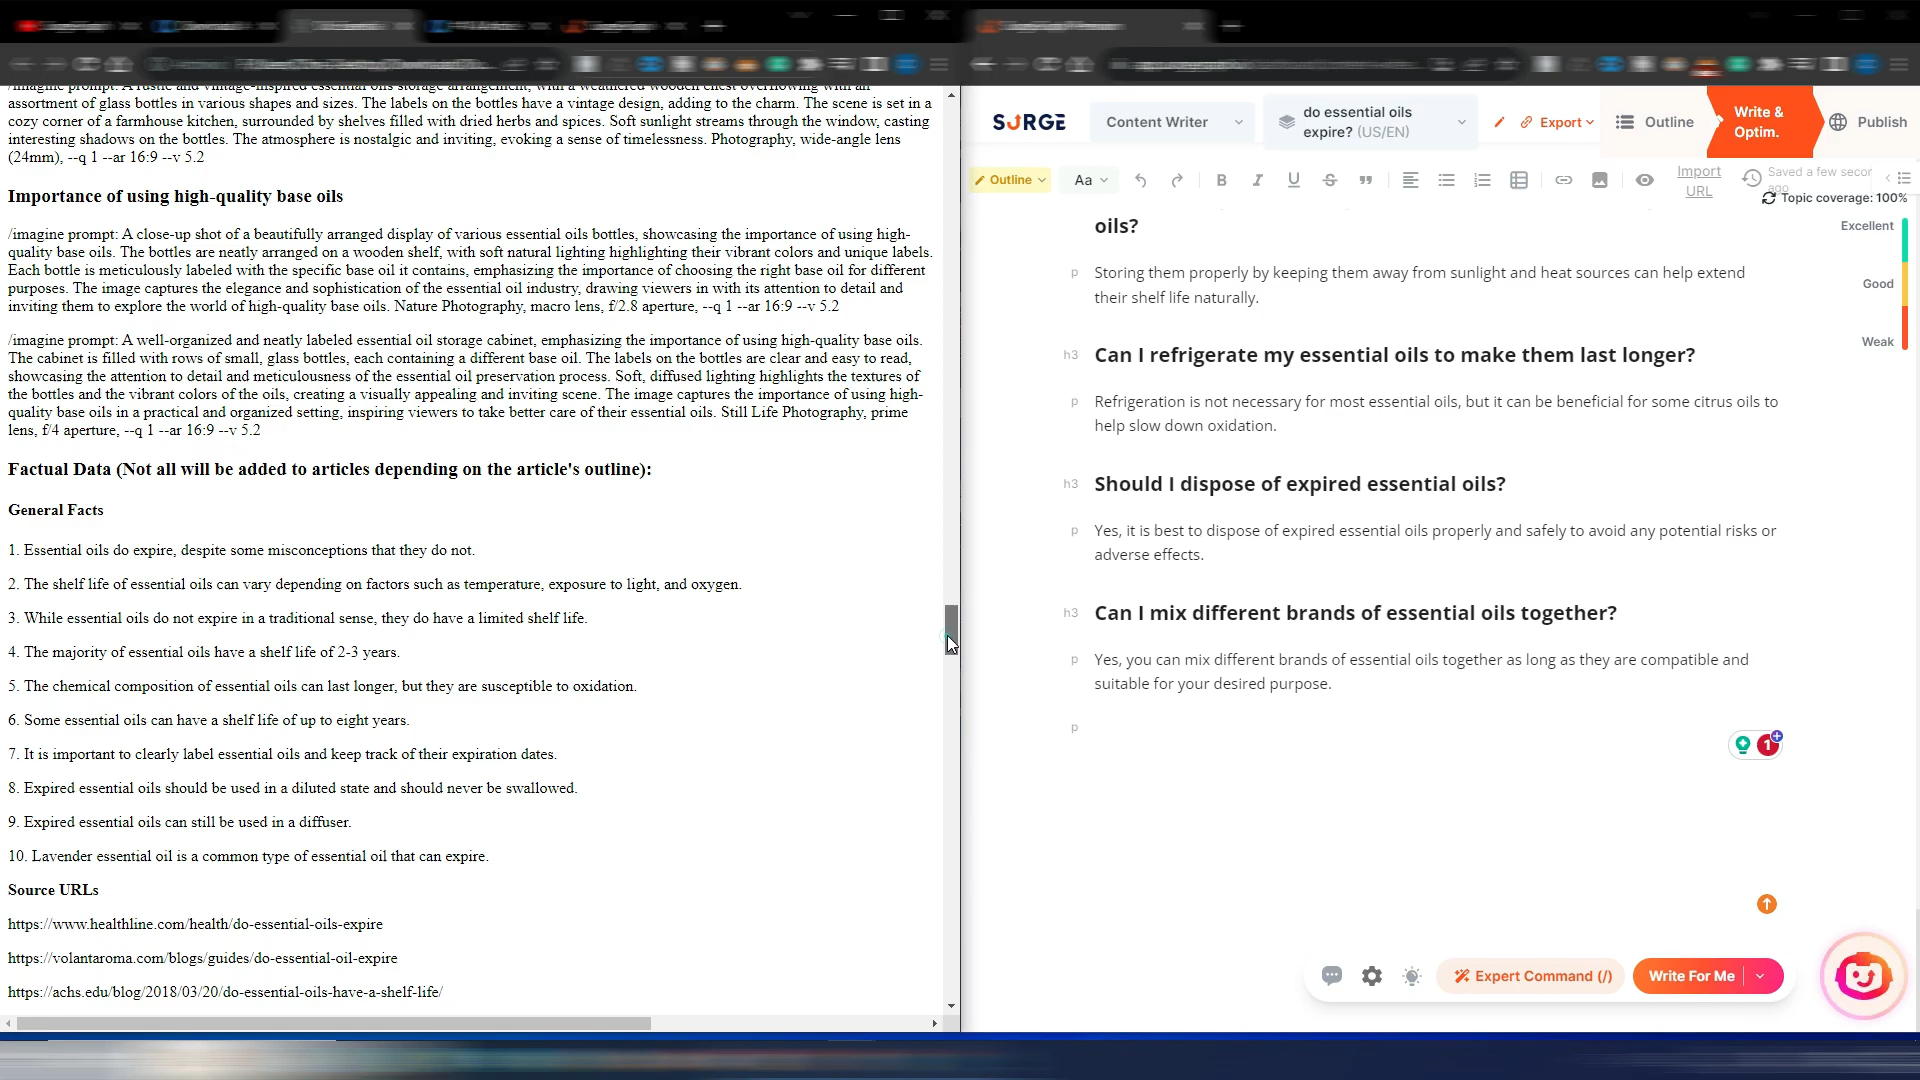 assortment of glass bottles in various shapes and sizes. The labels on the bottles have a vintage design, adding to the charm. The scene is set in a
cozy corner of a farmhouse kitchen, surrounded by shelves filled with dried herbs and spices. Soft sunlight streams through the window, casting
interesting shadows on the bottles. The atmosphere is nostalgic and inviting, evoking a sense of timelessness. Photography, wide-angle lens
(24mm), --q 1 --ar 16:9 --v 5.2
Importance of using high-quality base oils
/imagine prompt: A close-up shot of a beautifully arranged display of various essential oils bottles, showcasing the importance of using high-
quality base oils. The bottles are neatly arranged on a wooden shelf, with soft natural lighting highlighting their vibrant colors and unique labels.
Each bottle is meticulously labeled with the specific base oil it contains, emphasizing the importance of choosing the right base oil for different
purposes. The image captures the elegance and sophistication of the essential oil industry, drawing viewers in with its attention to detail and
inviting them to explore the world of high-quality base oils. Nature Photography, macro lens, f/2.8 aperture, --q 1 --ar 16:9 --v 5.2
/imagine prompt: A well-organized and neatly labeled essential oil storage cabinet, emphasizing the importance of using high-quality base oils.
The cabinet is filled with rows of small, glass bottles, each containing a different base oil. The labels on the bottles are clear and easy to read,
showcasing the attention to detail and meticulousness of the essential oil preservation process. Soft, diffused lighting highlights the textures of
the bottles and the vibrant colors of the oils, creating a visually appealing and inviting scene. The image captures the importance of using high-
quality base oils in a practical and organized setting, inspiring viewers to take better care of their essential oils. Still Life Photography, prime
lens, f/4 aperture, --q 1 --ar 16:9 --v 5.2
Factual Data (Not all will be added to articles depending on the article's outline):
General Facts
1. Essential oils do expire, despite some misconceptions that they do not.
2. The shelf life of essential oils can vary depending on factors such as temperature, exposure to light, and oxygen.
3. While essential oils do not expire in a traditional sense, they do have a limited shelf life.
4. The majority of essential oils have a shelf life of 2-3 years.
5. The chemical composition of essential oils can last longer, but they are susceptible to oxidation.
6. Some essential oils can have a shelf life of up to eight years.
7. It is important to clearly label essential oils and keep track of their expiration dates.
8. Expired essential oils should be used in a diluted state and should never be swallowed.
9. Expired essential oils can still be used in a diffuser.
10. Lavender essential oil is a common type of essential oil that can expire.
Source URLs
https://www.healthline.com/health/do-essential-oils-expire
https://volantaroma.com/blogs/guides/do-essential-oil-expire
https://achs.edu/blog/2018/03/20/do-essential-oils-have-a-shelf-life/
SURGE
Content Writer
do essential oils
expire? (US/EN)
Export
Outline
Write &
Optim.
Publish
Outline
Aa
Import
URL
Saved a few secor
ago
Topic coverage: 100%
Excellent
Good
Weak
oils?
p Storing them properly by keeping them away from sunlight and heat sources can help extend
their shelf life naturally.
h3 Can I refrigerate my essential oils to make them last longer?
p Refrigeration is not necessary for most essential oils, but it can be beneficial for some citrus oils to
help slow down oxidation.
h3 Should I dispose of expired essential oils?
p Yes, it is best to dispose of expired essential oils properly and safely to avoid any potential risks or
adverse effects.
h3 Can I mix different brands of essential oils together?
p Yes, you can mix different brands of essential oils together as long as they are compatible and
suitable for your desired purpose.
p
1
Expert Command (/)
Write For Me